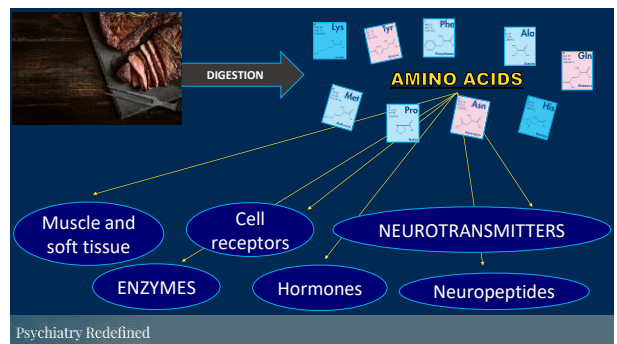 Lys
Tyr
Phe
Ala
Gln
DIGESTION
AMINO ACIDS
Met
Pro
Asn
His
Muscle and
soft tissue
Cell
receptors
NEUROTRANSMITTERS
ENZYMES
Hormones
Neuropeptides
Psychiatry Redefined